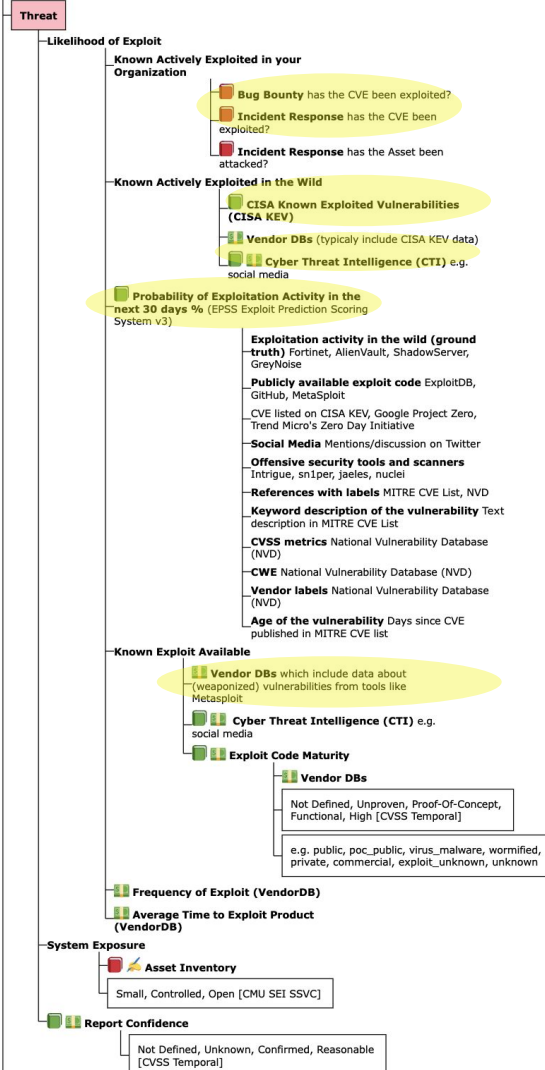 Threat
Likelihood of Exploit
Known Actively Exploited in your
Organization
Bug Bounty has the CVE been exploited?
Incident Response has the CVE been
exploited?
Incident Response has the Asset been
attacked?
Known Actively Exploited in the Wild
CISA Known Exploited Vulnerabilities
(CISA KEV)
Vendor DBs (typicaly include CISA KEV data)
Cyber Threat Intelligence (CTI) e.g.
social media
Probability of Exploitation Activity in the
next 30 days % (EPSS Exploit Prediction Scoring
System v3)
Exploitation activity in the wild (ground
truth) Fortinet, AlienVault, ShadowServer,
GreyNoise
Publicly available exploit code ExploitDB,
GitHub, MetaSploit
CVE listed on CISA KEV, Google Project Zero,
Trend Micro's Zero Day Initiative
Social Media Mentions/discussion on Twitter
Offensive security tools and scanners
Intrigue, sn1per, jaeles, nuclei
References with labels MITRE CVE List, NVD
Keyword description of the vulnerability Text
description in MITRE CVE List
CVSS metrics National Vulnerability Database
(NVD)
CWE National Vulnerability Database (NVD)
Vendor labels National Vulnerability Database
(NVD)
Age of the vulnerability Days since CVE
published in MITRE CVE list
Known Exploit Available
Vendor DBs which include data about
(weaponized) vulnerabilities from tools like
Metasploit
Cyber Threat Intelligence (CTI) e.g.
social media
Exploit Code Maturity
Vendor DBs
Not Defined, Unproven, Proof-Of-Concept,
Functional, High [CVSS Temporal]
e.g. public, poc_public, virus_malware, wormified,
private, commercial, exploit_unknown, unknown
Frequency of Exploit (VendorDB)
Average Time to Exploit Product
(VendorDB)
System Exposure
Asset Inventory
Small, Controlled, Open [CMU SEI SSVC]
Report Confidence
Not Defined, Unknown, Confirmed, Reasonable
[CVSS Temporal]